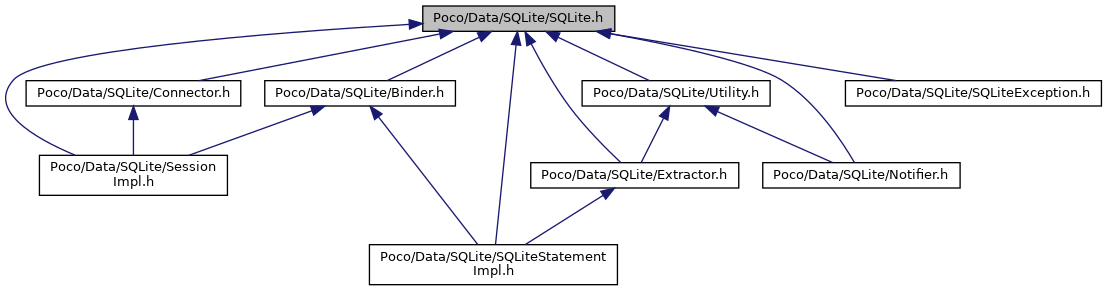 Poco/Data/SQLite/SQLite.h
Poco/Data/SQLite/Connector.h
Poco/Data/SQLite/Binder.h
Poco/Data/SQLite/Utility.h
Poco/Data/SQLite/SQLiteException.h
Poco/Data/SQLite/Session
Impl.h
Poco/Data/SQLite/Extractor.h
Poco/Data/SQLite/Notifier.h
Poco/Data/SQLite/SQLiteStatement
Impl.h